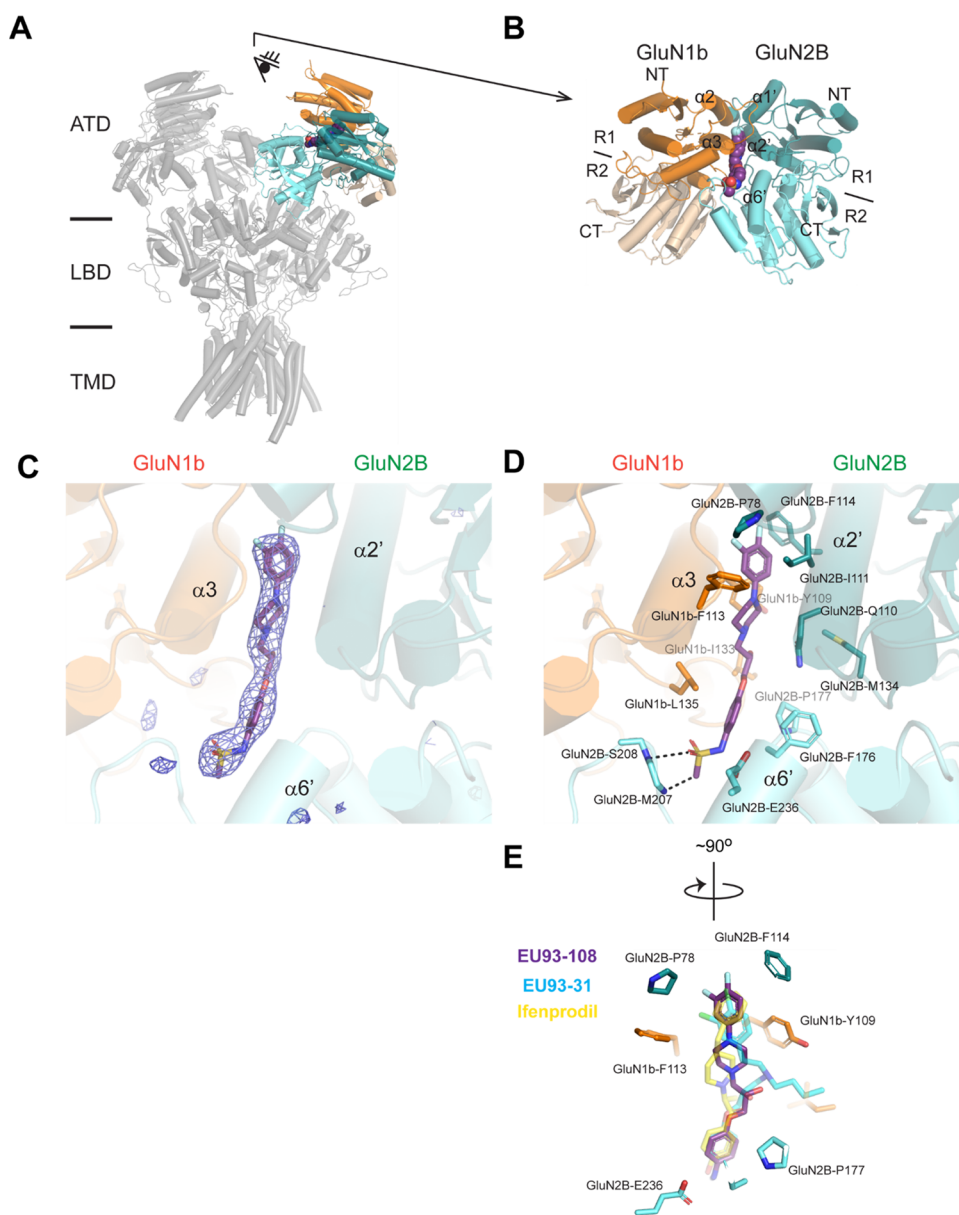 A
ATD
LBD
TMD
B
GluN1b
GluN2B
NT
α2
α1’
NT
R1
R2
α3
α2’
R1
R2
α6’
CT
CT
C
GluN1b
GluN2B
α3
α2’
α6’
D
GluN1b
GluN2B
GluN2B-P78
GluN2B-F114
α2’
α3
GluN2B-I111
GluN1b-Y109
GluN1b-F113
GluN2B-Q110
GluN1b-I133
GluN2B-M134
GluN2B-P177
GluN1b-L135
GluN2B-S208
GluN2B-F176
α6’
GluN2B-M207
GluN2B-E236
~90º
E
EU93-108
EU93-31
Ifenprodil
GluN2B-F114
GluN2B-P78
GluN1b-Y109
GluN1b-F113
GluN2B-P177
GluN2B-E236